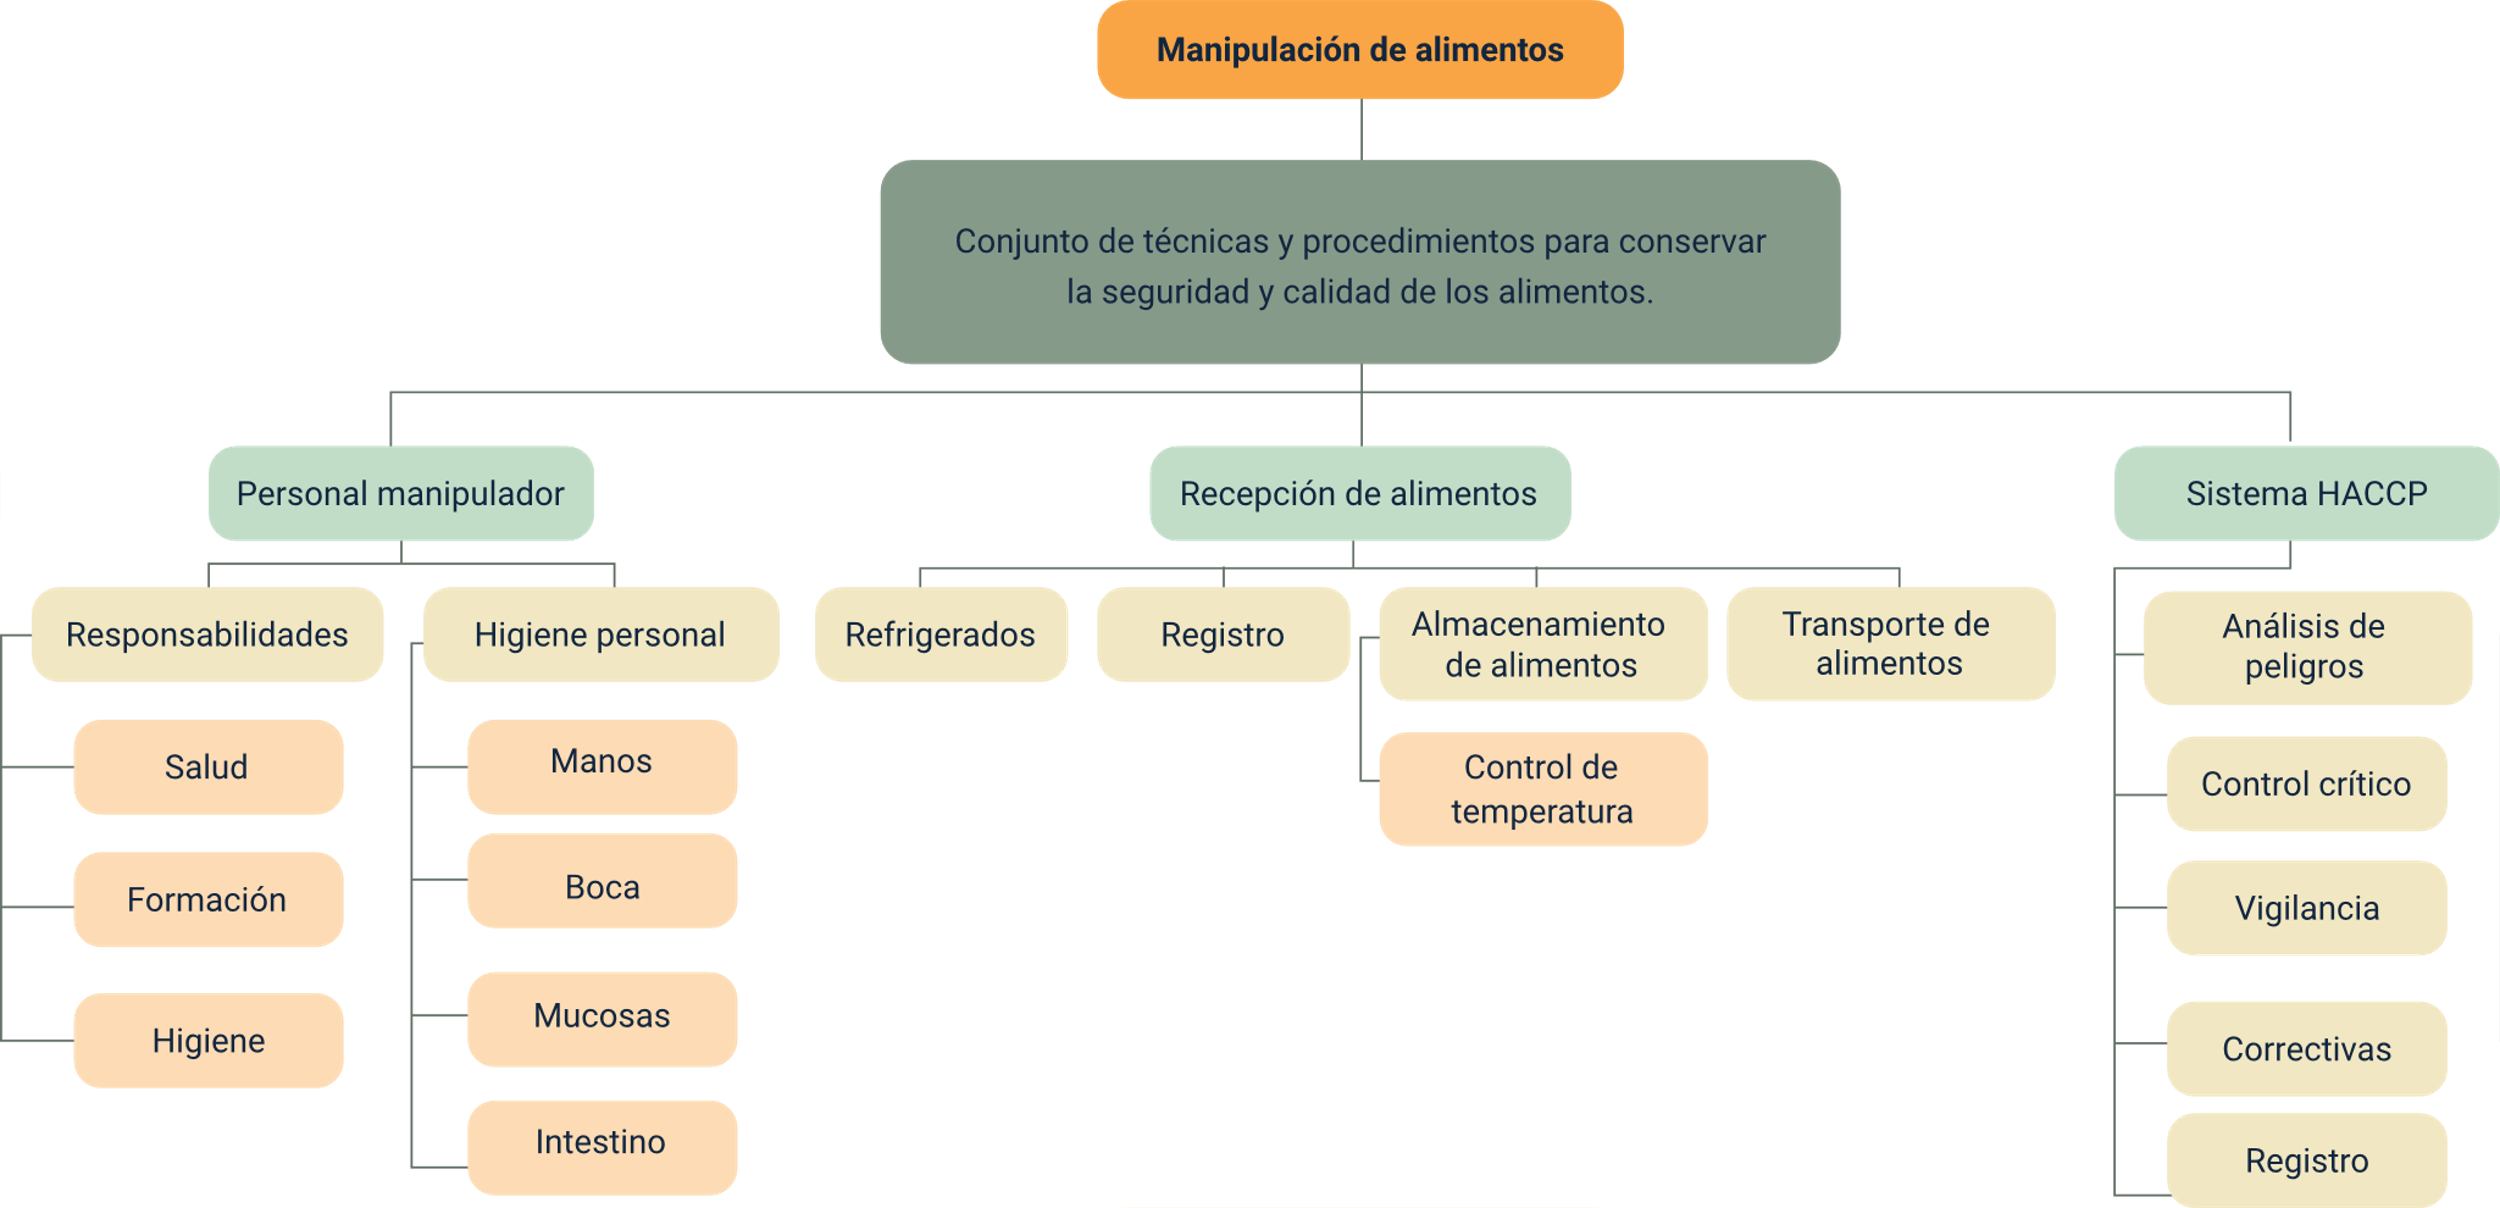 Manipulación de alimentos
Conjunto de técnicas y procedimientos para conservar
la seguridad y calidad de los alimentos.
Personal manipulador
Recepción de alimentos
Sistema HACCP
Responsabilidades
Salud
Formación
Higiene
Higiene personal
Manos
Boca
Mucosas
Intestino
Refrigerados
Registro
Almacenamiento
de alimentos
Control de
temperatura
Transporte de
alimentos
Análisis de
peligros
Control crítico
Vigilancia
Correctivas
Registro